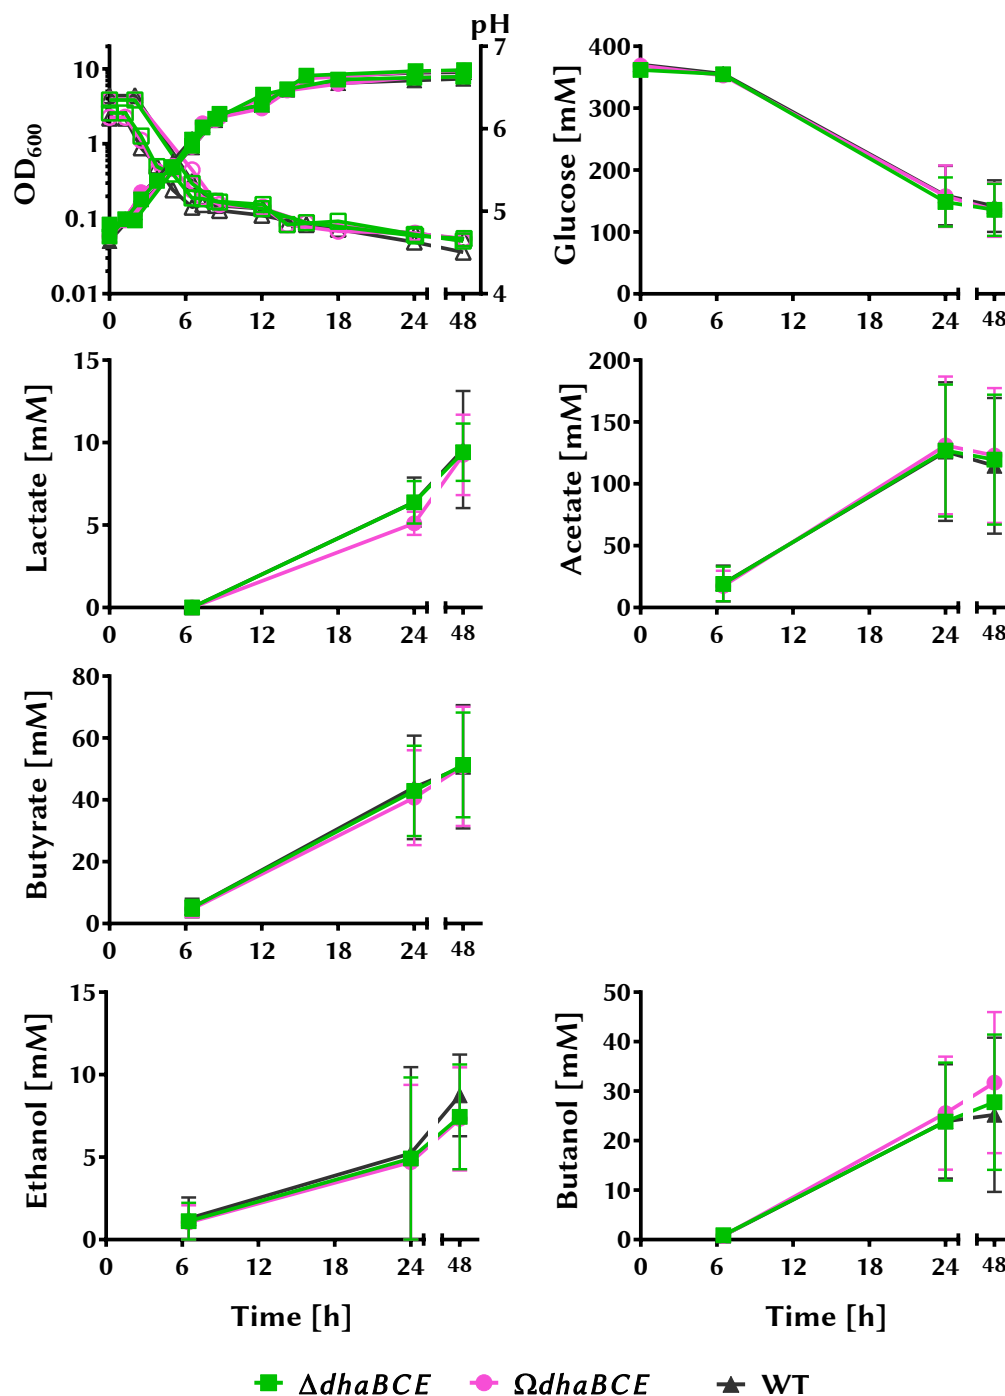 pH
OD600
10
1
0.1
0.01
7
6
5
4
0 6 12 18 24 48
Glucose [mM]
400
300
200
100
0
0 6 12 18 24 48
Lactate [mM]
15
10
5
0
0 6 12 18 24 48
Acetate [mM]
200
150
100
50
0
0 6 12 18 24 48
Butyrate [mM]
80
60
40
20
0
0 6 12 18 24 48
Ethanol [mM]
15
10
5
0
0 6 12 18 24 48
Time [h]
Butanol [mM]
50
40
30
20
10
0
0 6 12 18 24 48
Time [h]
ΔdhaBCE ΩdhaBCE WT